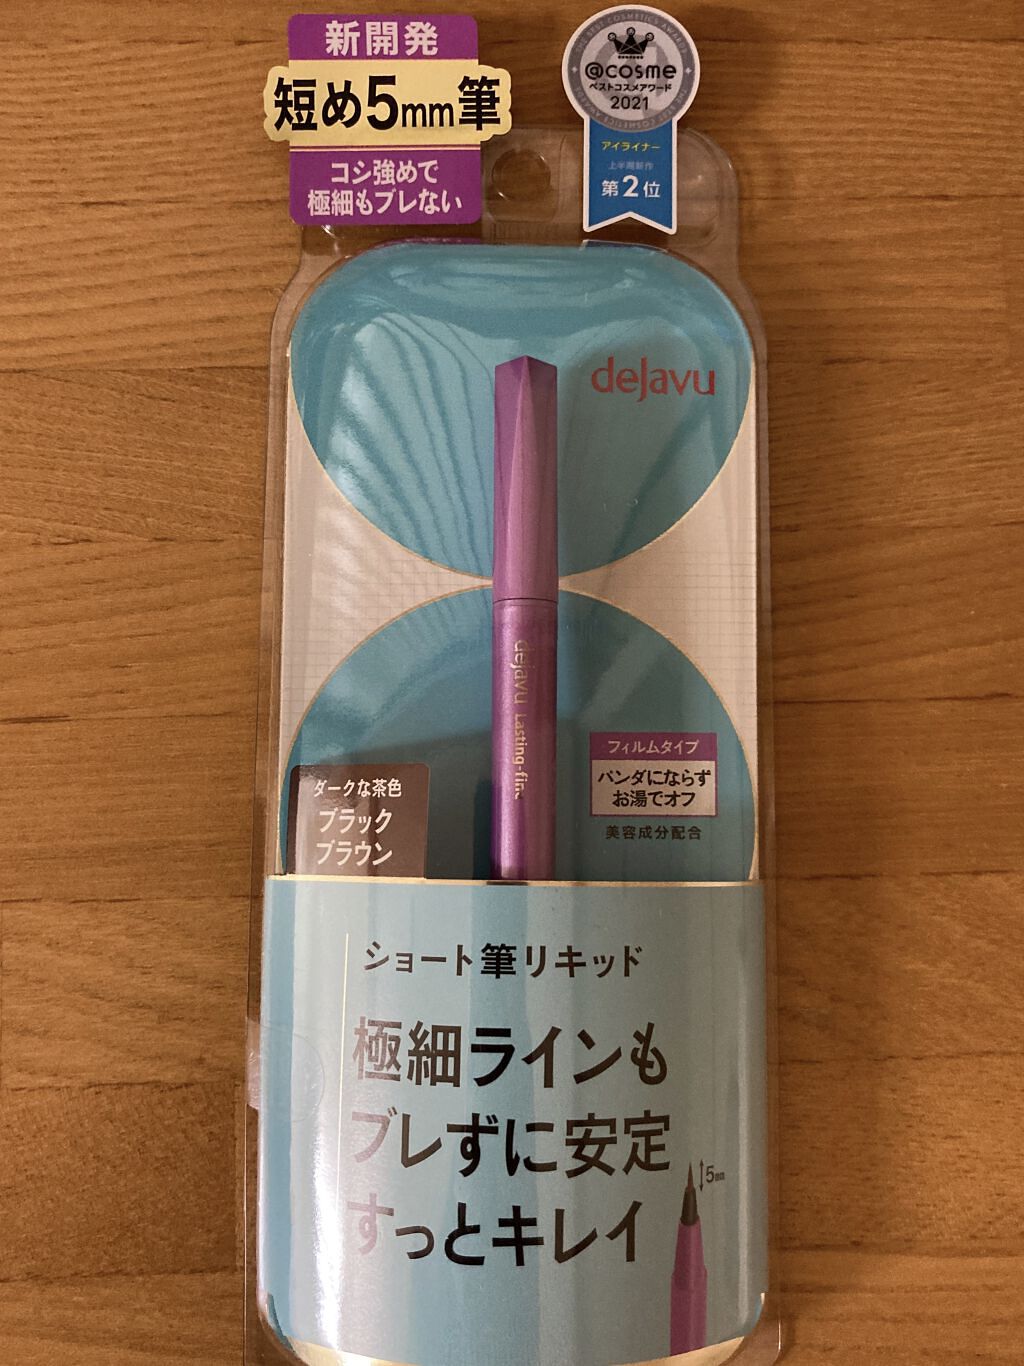 新開発
短め5mm筆
コシ強めで
極細もブレない
@cosme
ベストコスメアワード
2021
アイライナー
上半期新作
第2位
dejavu
dejavu Lasting-fine
フィルムタイプ
パンダにならず
お湯でオフ
美容成分配合
ダークな茶色
ブラック
ブラウン
ショート筆リキッド
極細ラインも
ブレずに安定
すっとキレイ
5mm